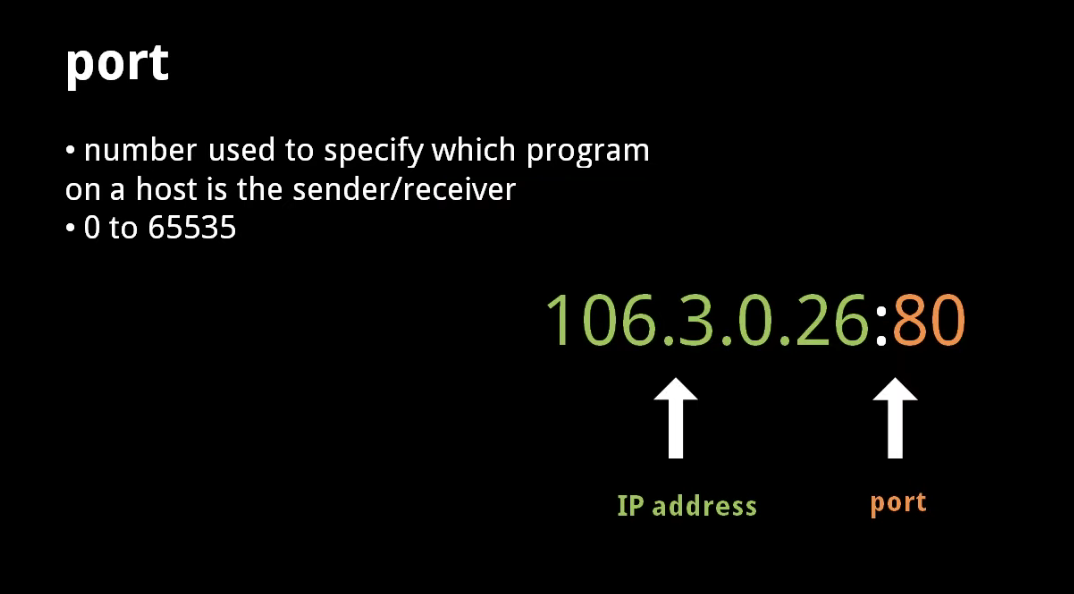 port
• number used to specify which program
on a host is the sender/receiver
• 0 to 65535
106.3.0.26:80
IP address port